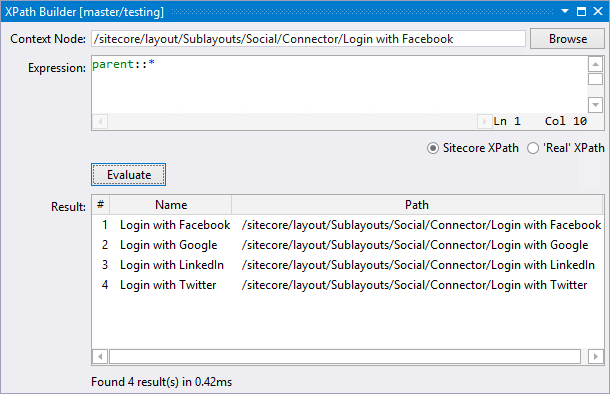 XPath Builder [master/testing]
Context Node: /sitecore/layout/Sublayouts/Social/Connector/Login with Facebook Browse
Expression: parent::*
Ln 1 Col 10
Sitecore XPath 'Real' XPath
Evaluate
Result: # Name Path
1 Login with Facebook /sitecore/layout/Sublayouts/Social/Connector/Login with Facebook
2 Login with Google /sitecore/layout/Sublayouts/Social/Connector/Login with Google
3 Login with LinkedIn /sitecore/layout/Sublayouts/Social/Connector/Login with LinkedIn
4 Login with Twitter /sitecore/layout/Sublayouts/Social/Connector/Login with Twitter
Found 4 result(s) in 0.42ms